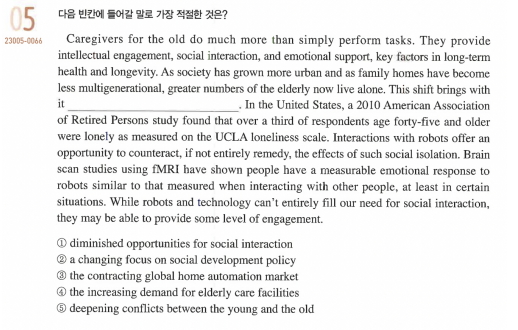 05
다음 빈칸에 들어갈 말로 가장 적절한 것은?
23005-0066
Caregivers for the old do much more than simply perform tasks. They provide
intellectual engagement, social interaction, and emotional support, key factors in long-term
health and longevity. As society has grown more urban and as family homes have become
less multigenerational, greater numbers of the elderly now live alone. This shift brings with
it ______________________________. In the United States, a 2010 American Association
of Retired Persons study found that over a third of respondents age forty-five and older
were lonely as measured on the UCLA loneliness scale. Interactions with robots offer an
opportunity to counteract, if not entirely remedy, the effects of such social isolation. Brain
scan studies using fMRI have shown people have a measurable emotional response to
robots similar to that measured when interacting with other people, at least in certain
situations. While robots and technology can't entirely fill our need for social interaction,
they may be able to provide some level of engagement.
① diminished opportunities for social interaction
② a changing focus on social development policy
③ the contracting global home automation market
④ the increasing demand for elderly care facilities
⑤ deepening conflicts between the young and the old